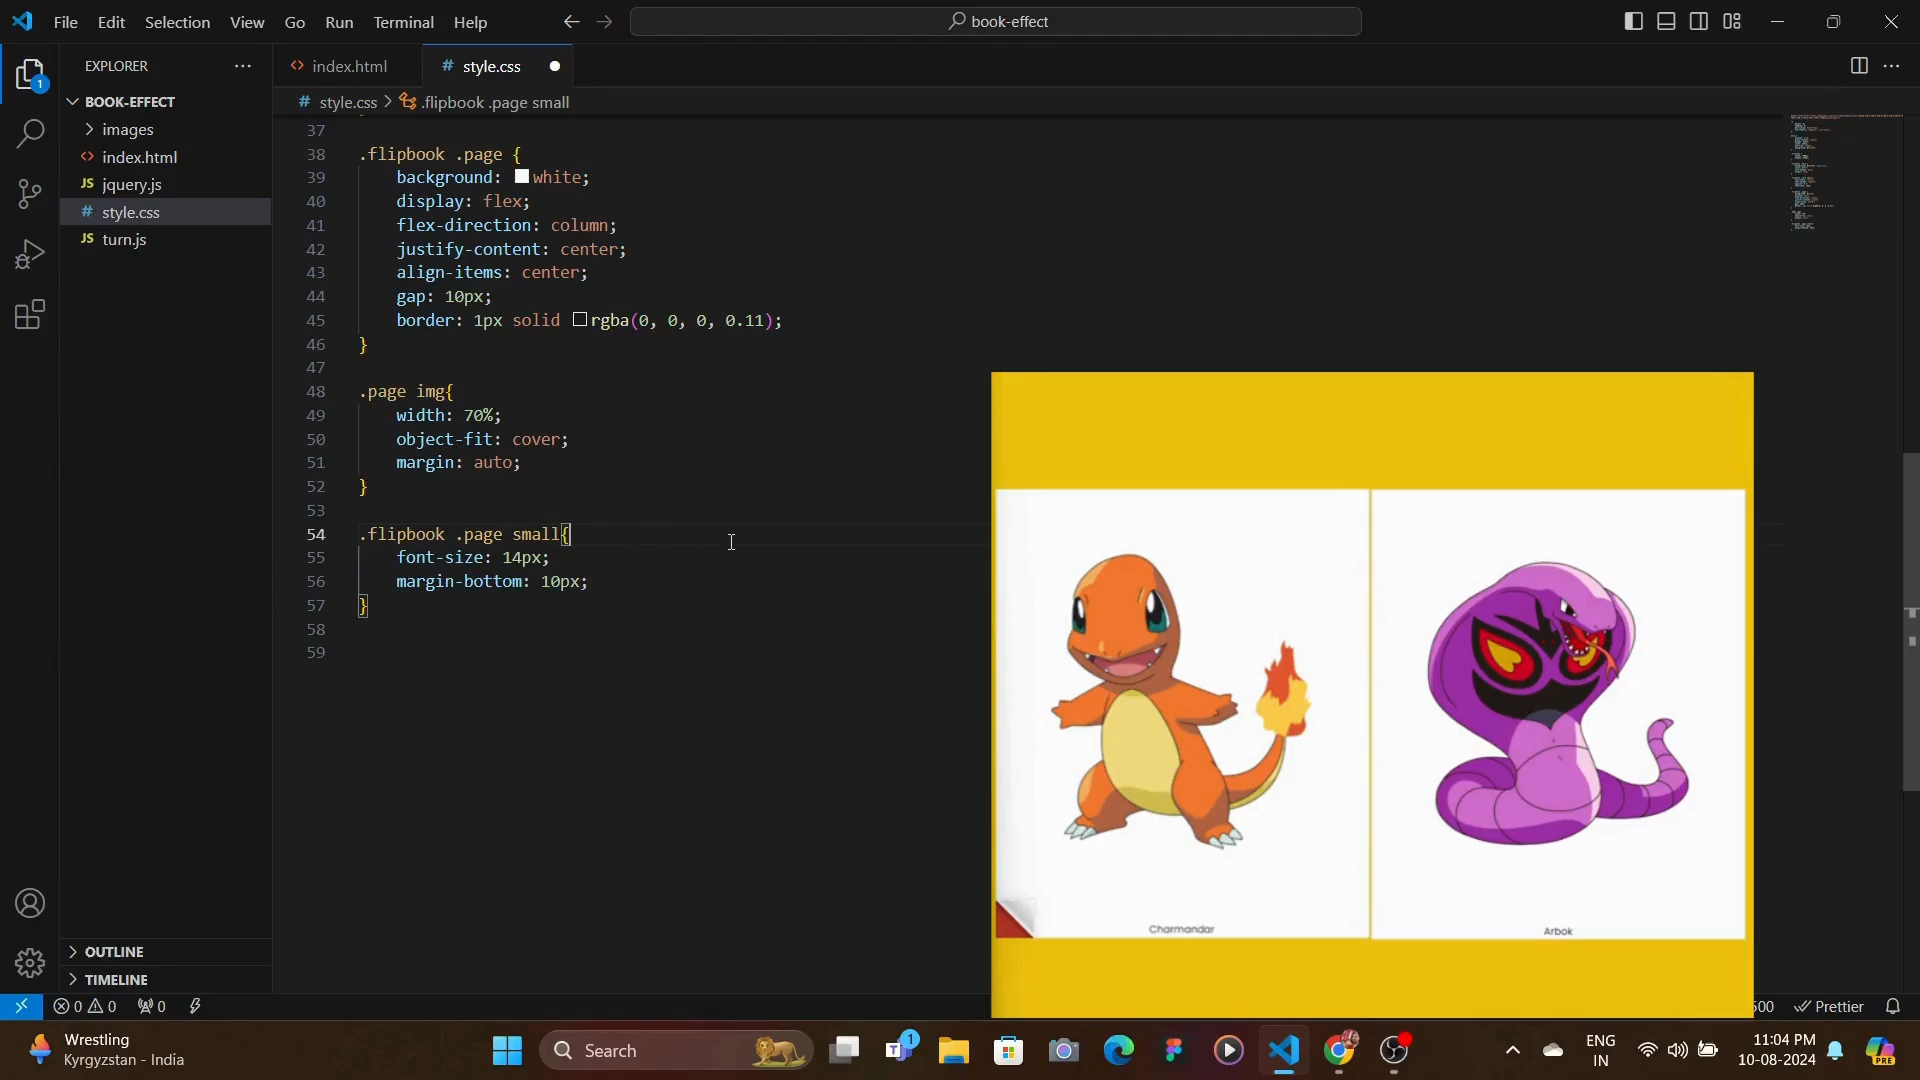 File Edit Selection View Go Run Terminal Help
book-effect
1
EXPLORER
BOOK-EFFECT
images
<> index.html
JS jquery.js
# style.css
JS turn.js
OUTLINE
TIMELINE
<> index.html
# style.css
# style.css > .flipbook .page small
37
38 .flipbook .page {
39 background: white;
40 display: flex;
41 flex-direction: column;
42 justify-content: center;
43 align-items: center;
44 gap: 10px;
45 border: 1px solid rgba(0, 0, 0, 0.11);
46 }
47
48 .page img{
49 width: 70%;
50 object-fit: cover;
51 margin: auto;
52 }
53
54 .flipbook .page small{
55 font-size: 14px;
56 margin-bottom: 10px;
57 }
58
59
Charmandar
Arbok
0 0 0
500 Prettier
Wrestling
Kyrgyzstan - India
Search
1
ENG
IN
11:04 PM
10-08-2024
PRE